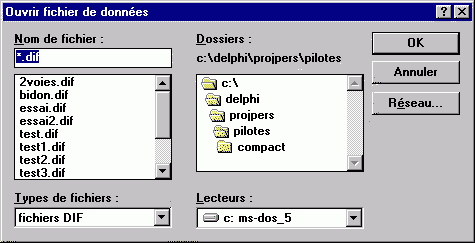 Ouvrir fichier de données
Nom de fichier :
*.dif
2voies.dif
bidon.dif
essai.dif
essai2.dif
test.dif
test1.dif
test2.dif
test3.dif
Types de fichiers :
fichiers DIF
Dossiers :
c:\delphi\projpers\pilotes
c:\
delphi
projpers
pilotes
compact
Lecteurs :
c: ms-dos_5
OK
Annuler
Réseau...